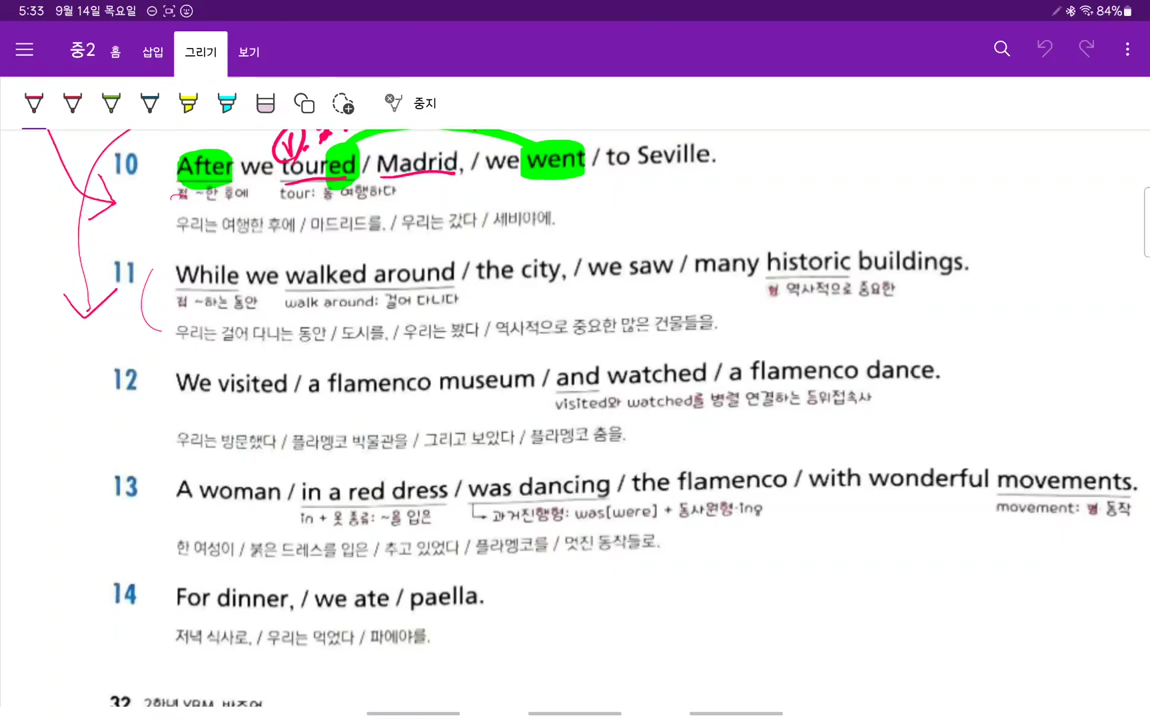 5:33 9월 14일 목요일 84%
중2 홈 삽입 그리기 보기
중지
10 After we toured / Madrid, / we went / to Seville.
접 ~한 후에 tour: 동 여행하다
우리는 여행한 후에 / 마드리드를, / 우리는 갔다 / 세비야에.
11 While we walked around / the city, / we saw / many historic buildings.
접 ~하는 동안 walk around: 걸어 다니다 형 역사적으로 중요한
우리는 걸어 다니는 동안 / 도시를, / 우리는 봤다 / 역사적으로 중요한 많은 건물들을.
12 We visited / a flamenco museum / and watched / a flamenco dance.
visited와 watched를 병렬 연결하는 등위접속사
우리는 방문했다 / 플라멩코 박물관을 / 그리고 보았다 / 플라멩코 춤을.
13 A woman / in a red dress / was dancing / the flamenco / with wonderful movements.
in + 옷 종류: ~을 입은 과거진행형: was[were] + 동사원형-ing movement: 명 동작
한 여성이 / 붉은 드레스를 입은 / 추고 있었다 / 플라멩코를 / 멋진 동작들로.
14 For dinner, / we ate / paella.
저녁 식사로, / 우리는 먹었다 / 파에야를.
32 2학년 YBM